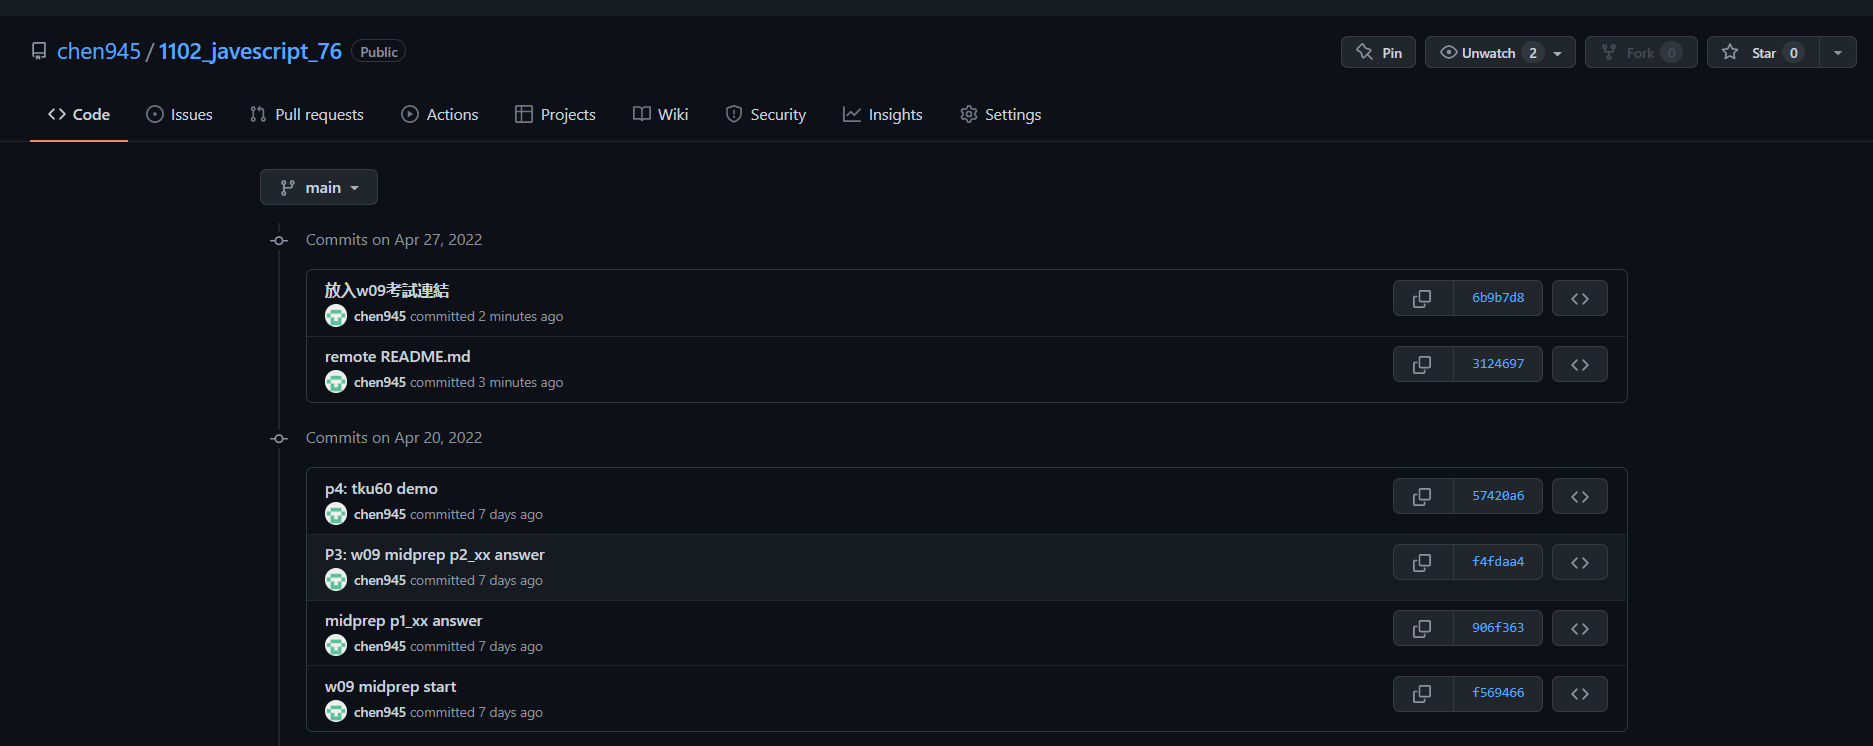 chen945/1102_javescript_76 Public
Pin
Unwatch 2
Fork 0
Star 0
Code Issues Pull requests Actions Projects Wiki Security Insights Settings
main
Commits on Apr 27, 2022
放入w09考試連結
6b9b7d8
chen945 committed 2 minutes ago
remote README.md
3124697
chen945 committed 3 minutes ago
Commits on Apr 20, 2022
p4: tku60 demo
57420a6
chen945 committed 7 days ago
P3: w09 midprep p2_xx answer
f4fdaa4
chen945 committed 7 days ago
midprep p1_xx answer
906f363
chen945 committed 7 days ago
w09 midprep start
f569466
chen945 committed 7 days ago